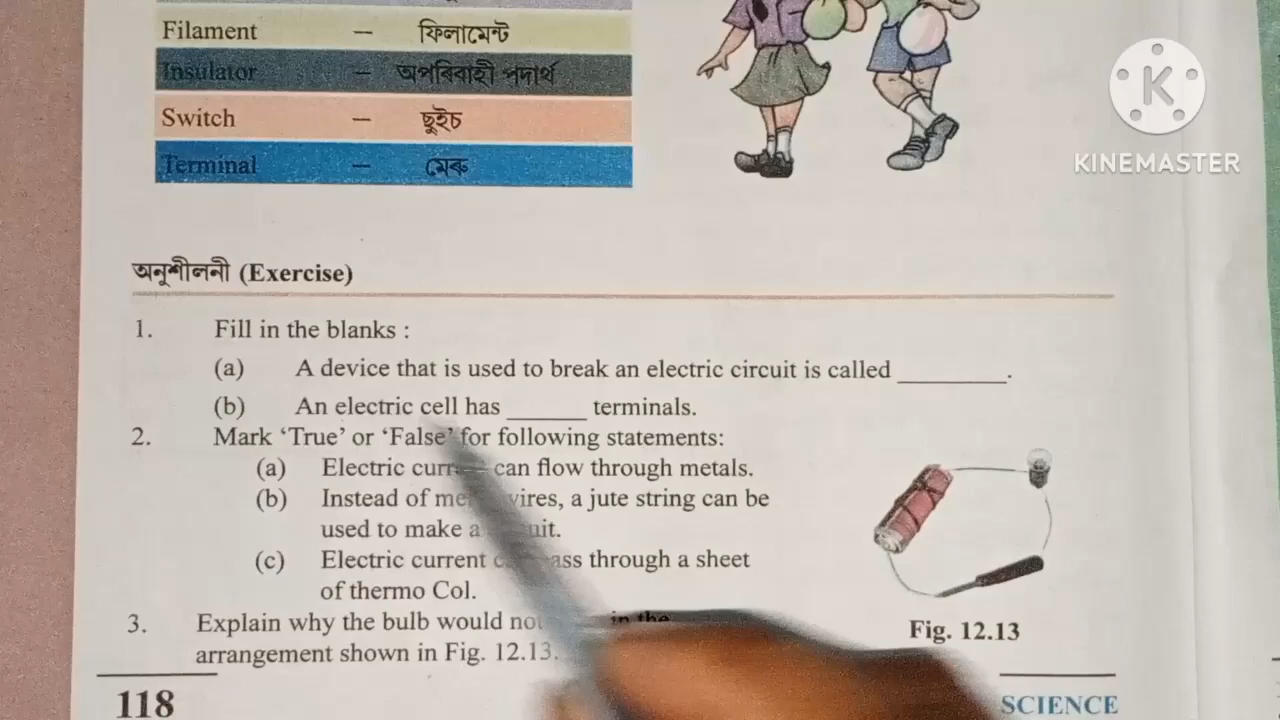 Filament – ফিলামেন্ট
Insulator – অপৰিবাহী পদাৰ্থ
Switch – ছুইচ
Terminal – মেৰু
K
KINEMASTER
অনুশীলনী (Exercise)
1. Fill in the blanks :
(a) A device that is used to break an electric circuit is called ________.
(b) An electric cell has ______ terminals.
2. Mark ‘True’ or ‘False’ for following statements:
(a) Electric can flow through metals.
(b) Instead of a jute string can be
used to make a
(c) Electric current through a sheet
of thermo Col.
3. Explain why the bulb would in the
arrangement shown in Fig. 12.13.
Fig. 12.13
118
SCIENCE